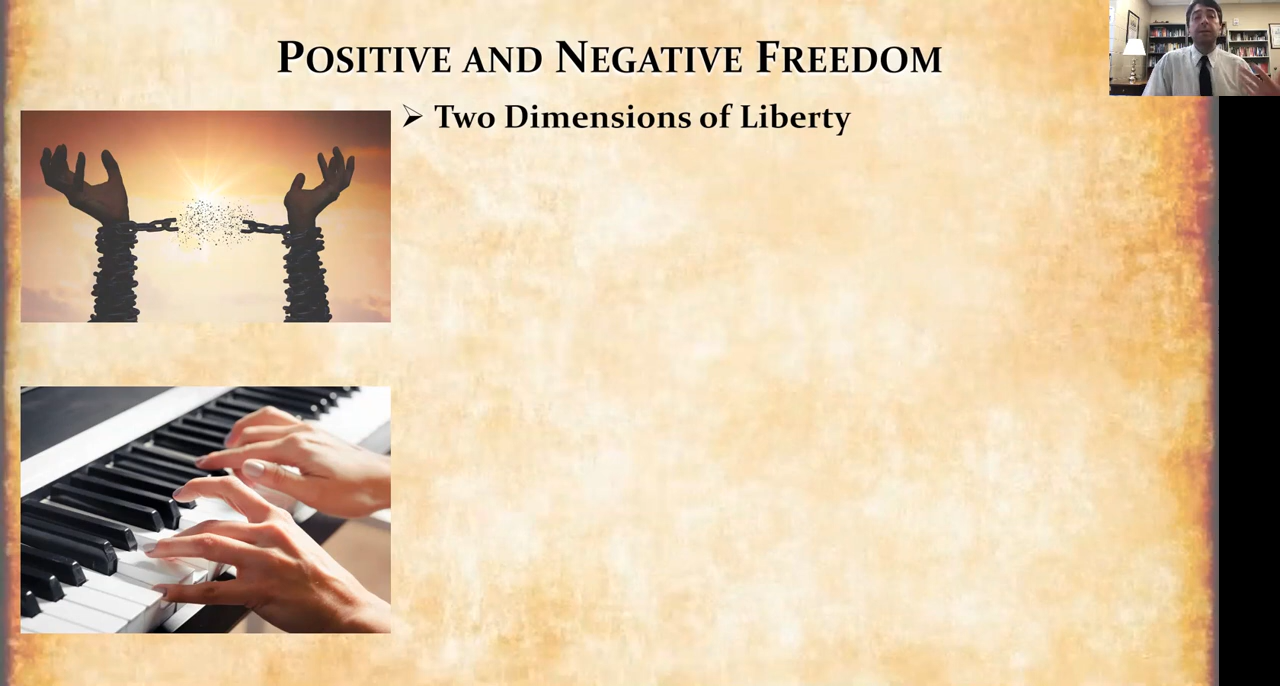 Positive and Negative Freedom
➢ Two Dimensions of Liberty